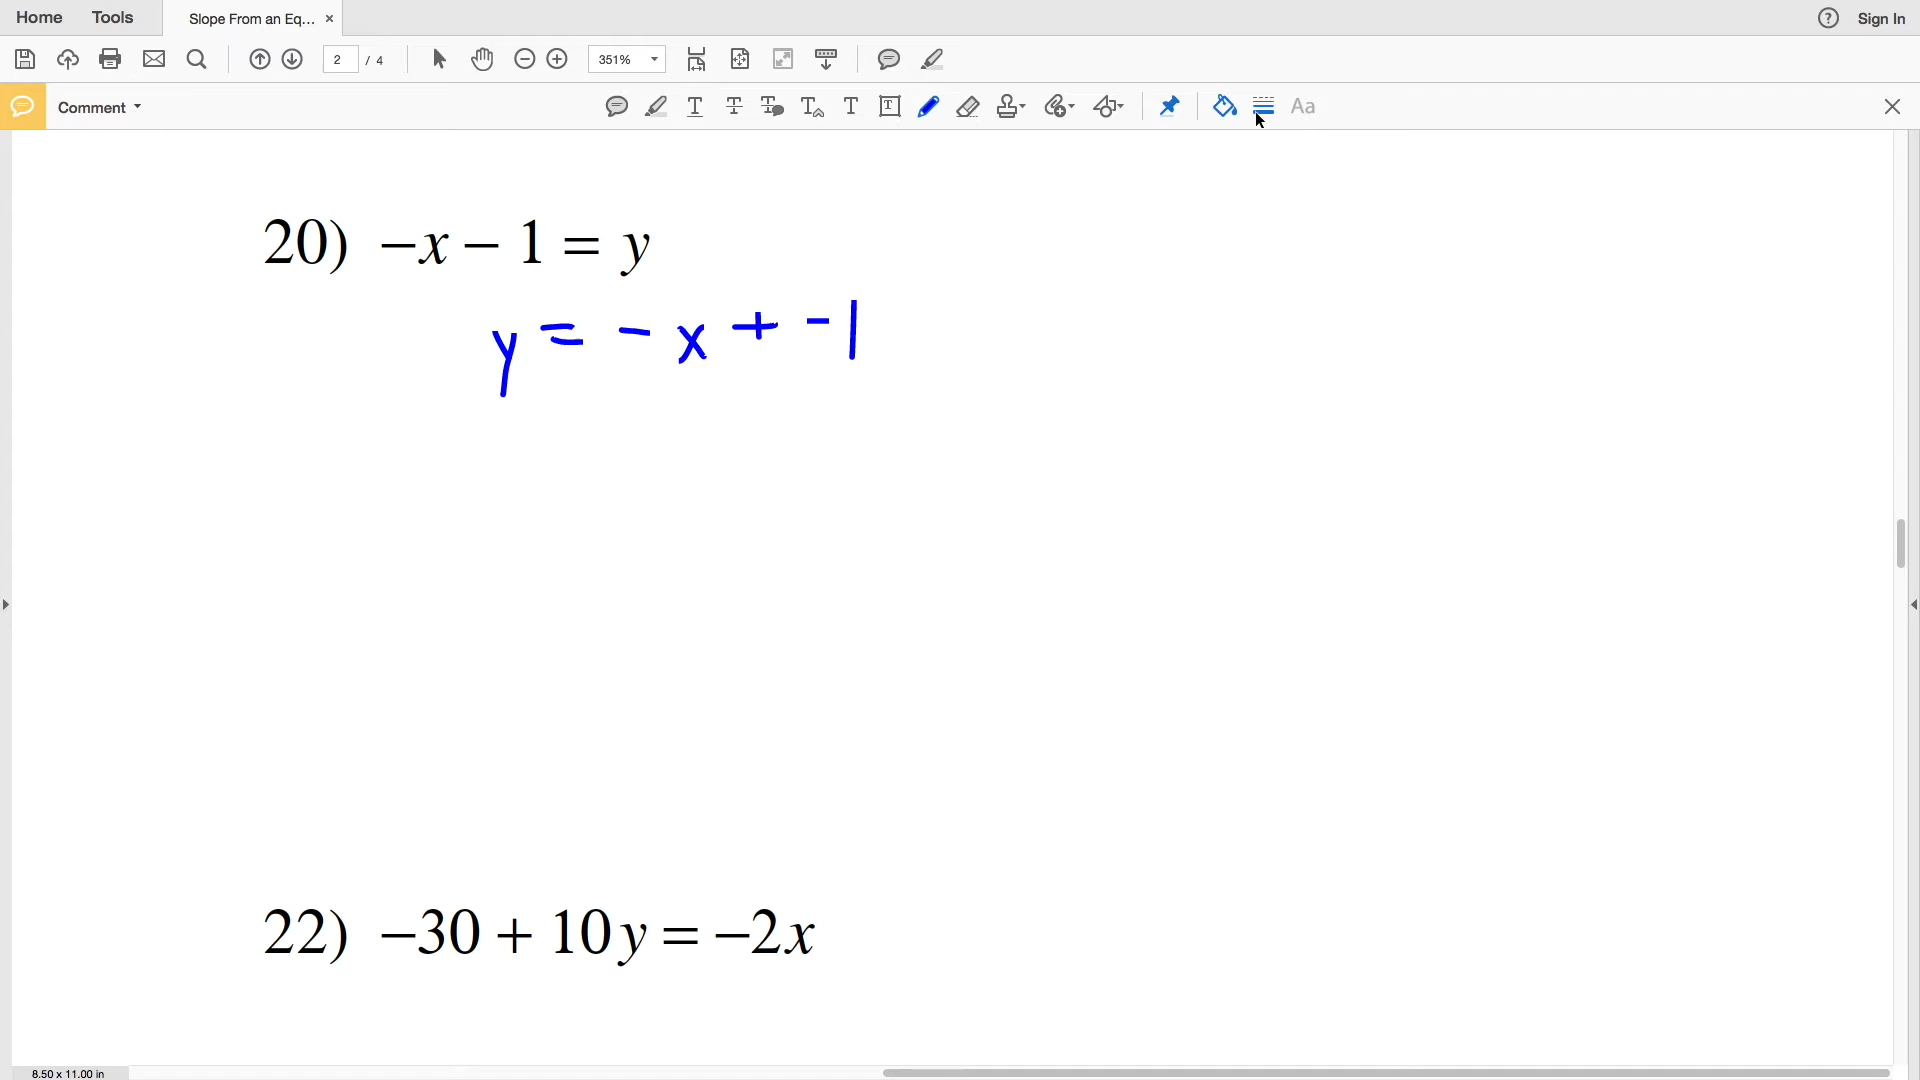 Home Tools Slope From an Eq... × ? Sign In
2 / 4 351%
Comment T T T T T T Aa
20) −x − 1 = y
y = - x + -1
22) −30 + 10y = −2x
8.50 x 11.00 in